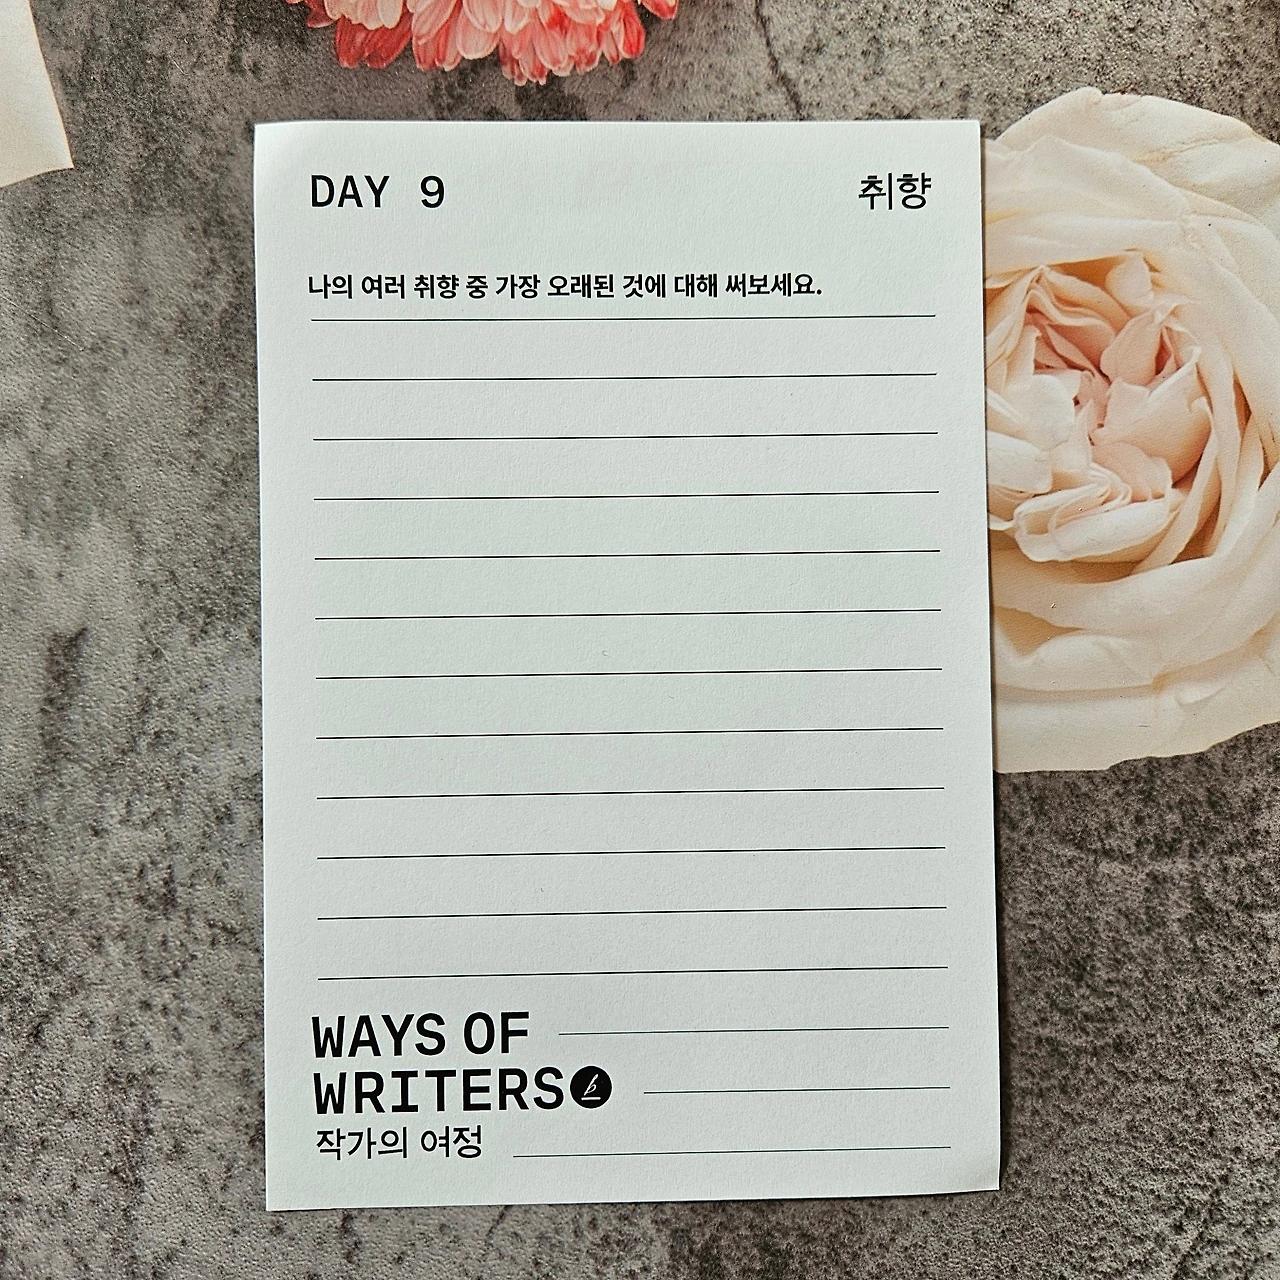 DAY 9 취향
나의 여러 취향 중 가장 오래된 것에 대해 써보세요.
WAYS OF
WRITERS b
작가의 여정